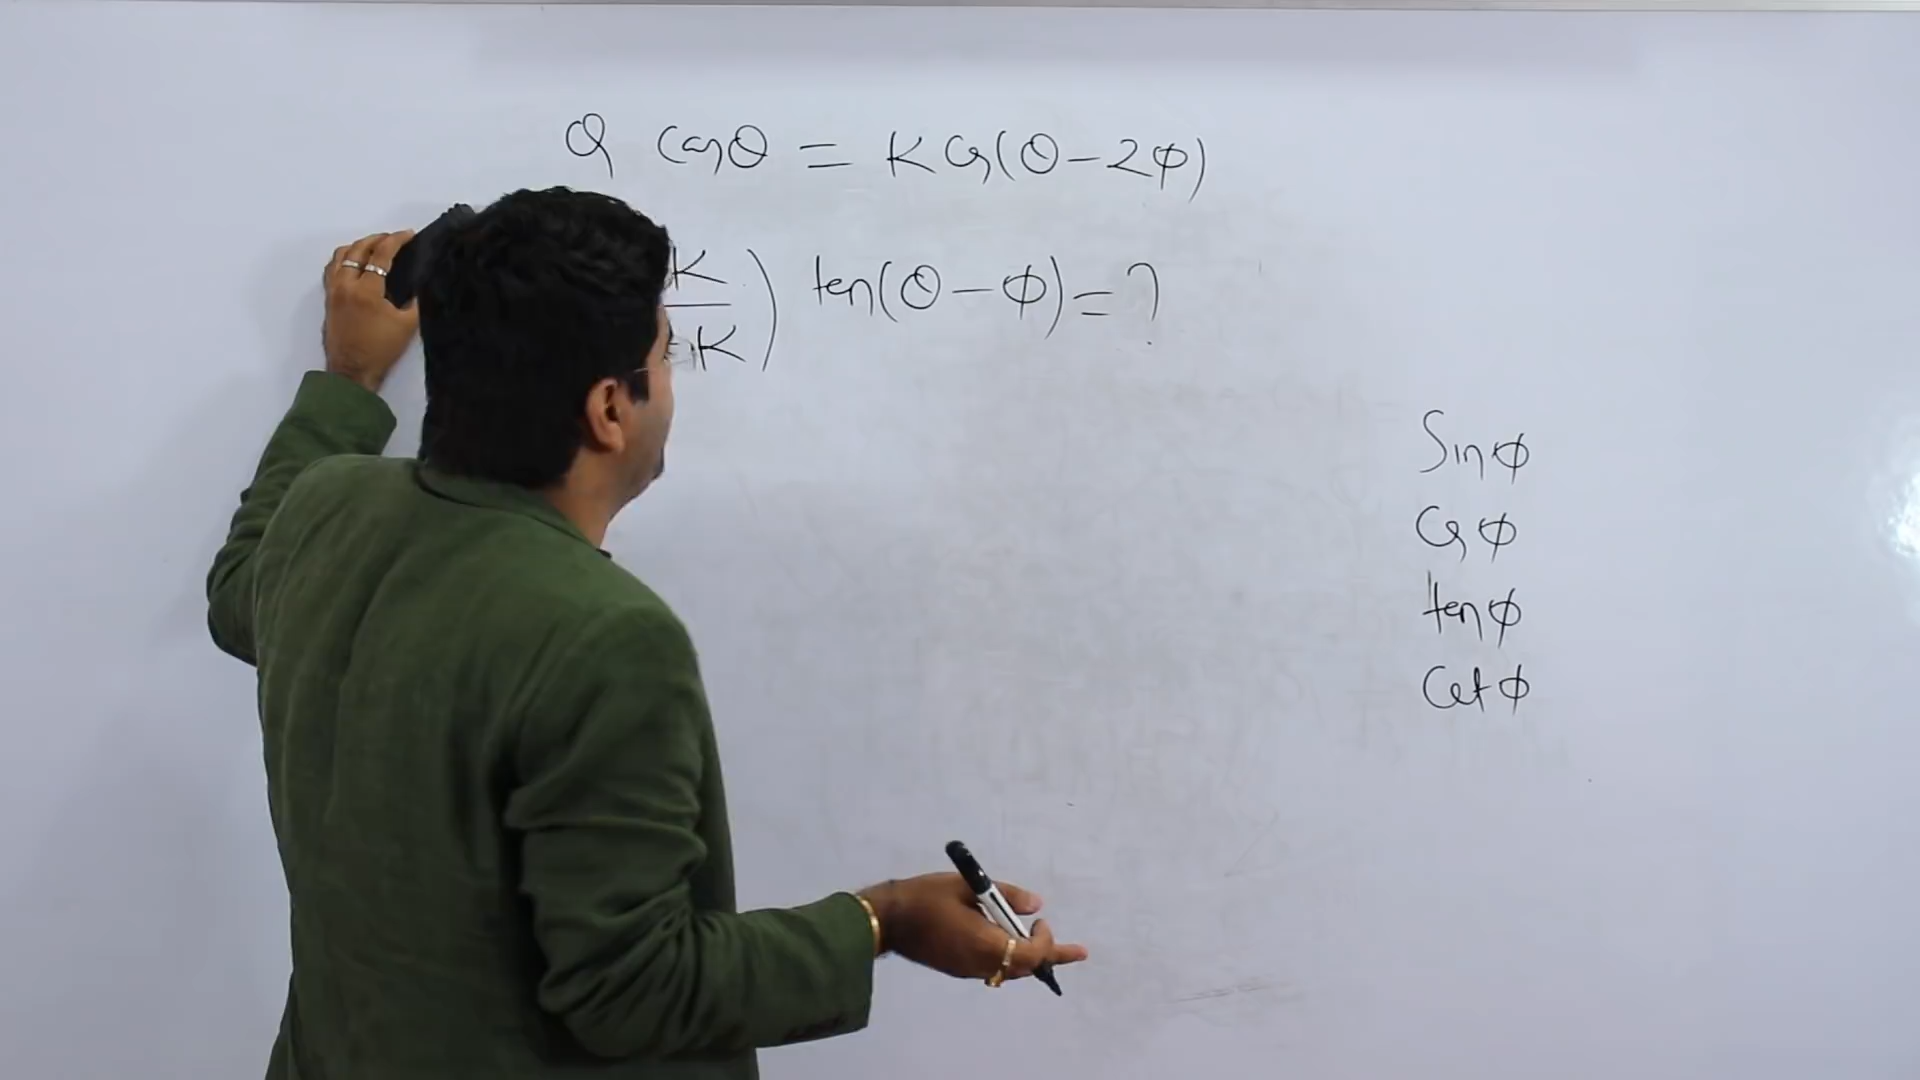 Q cosθ = K cos(θ-2φ)
K
K ) tan(θ-φ) = ?
Sinφ
Cosφ
tanφ
Cotφ